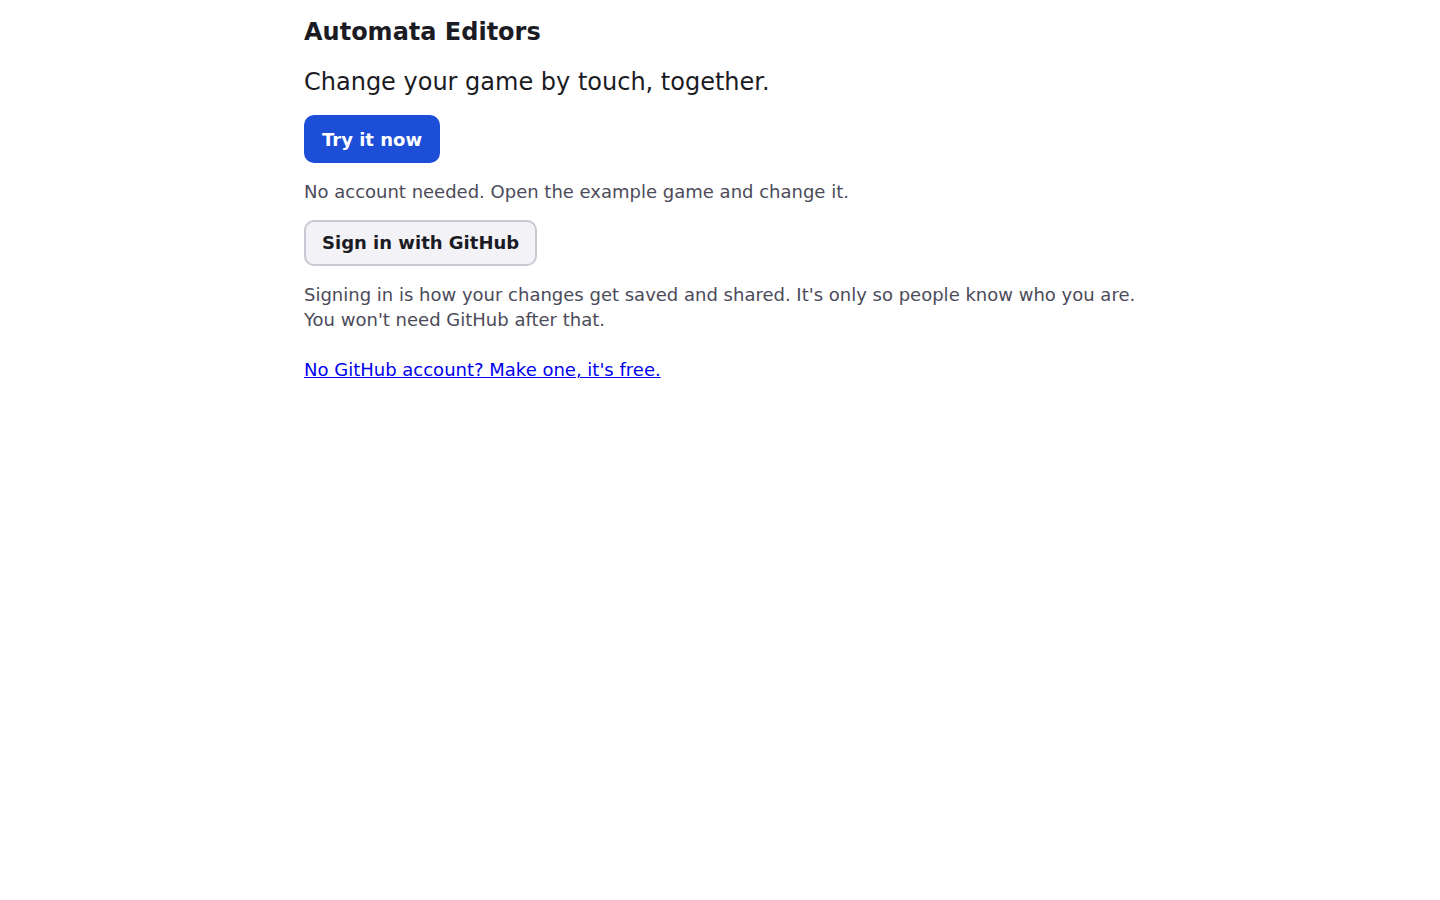 Automata Editors
Change your game by touch, together.
Try it now
No account needed. Open the example game and change it.
Sign in with GitHub
Signing in is how your changes get saved and shared. It's only so people know who you are.
You won't need GitHub after that.
No GitHub account? Make one, it's free.